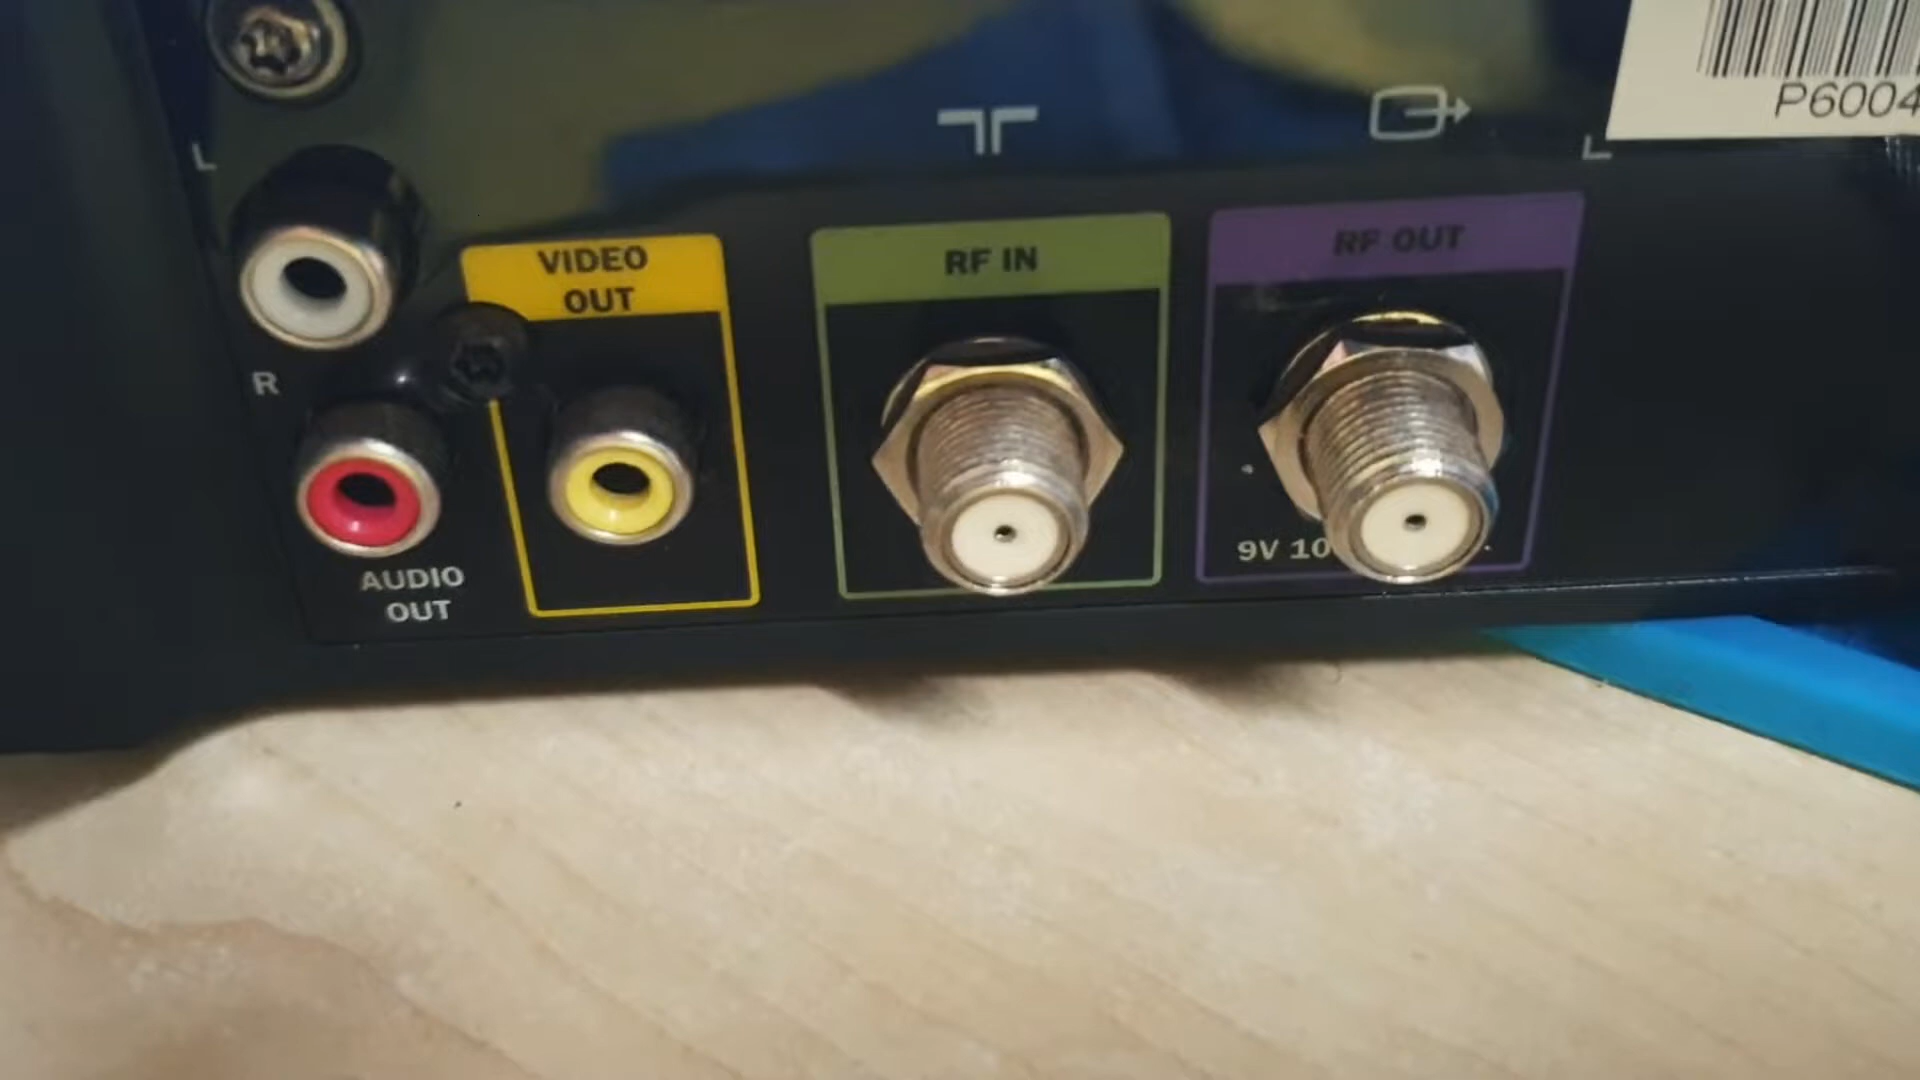 P6004
L
L
VIDEO
OUT
RF IN
RF OUT
R
9V 10
AUDIO
OUT